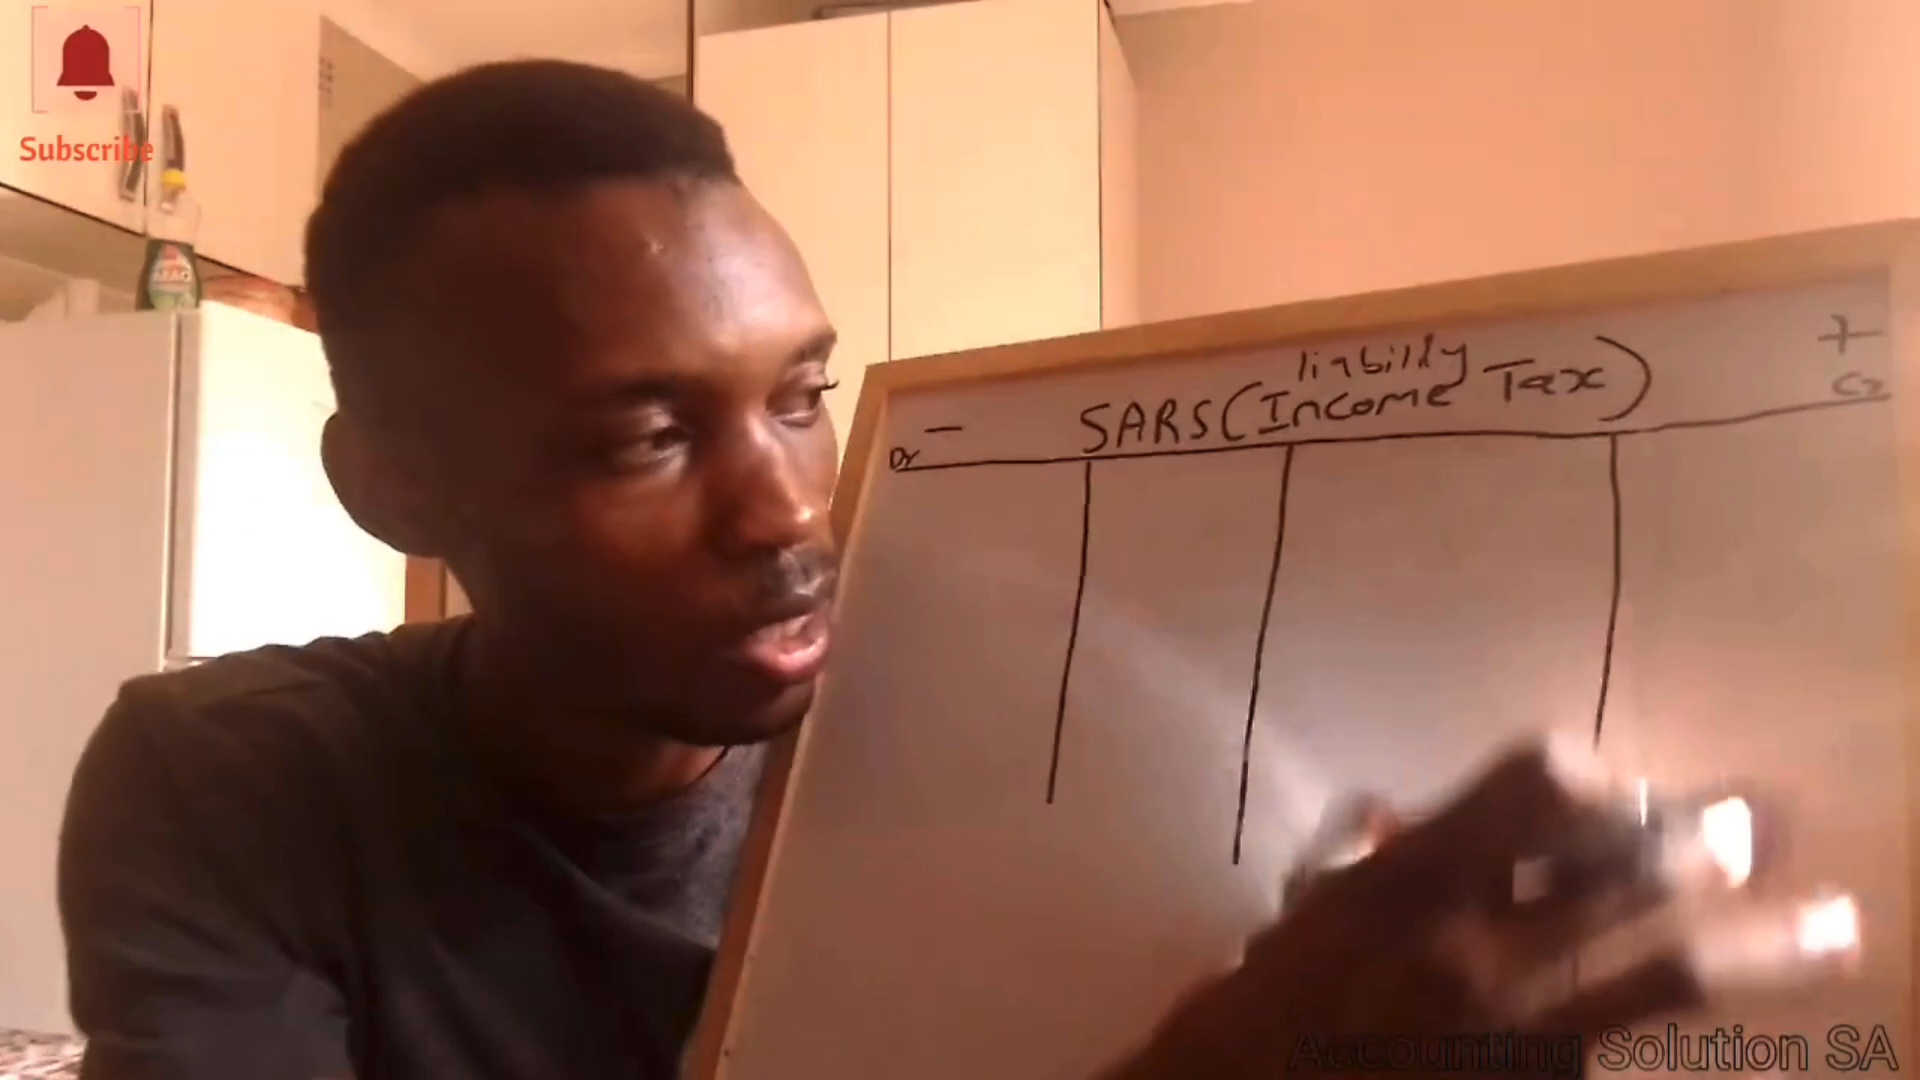 Subscribe
liability
+
SARS (Income Tax)
Cr
-
Dr
Accounting Solution SA